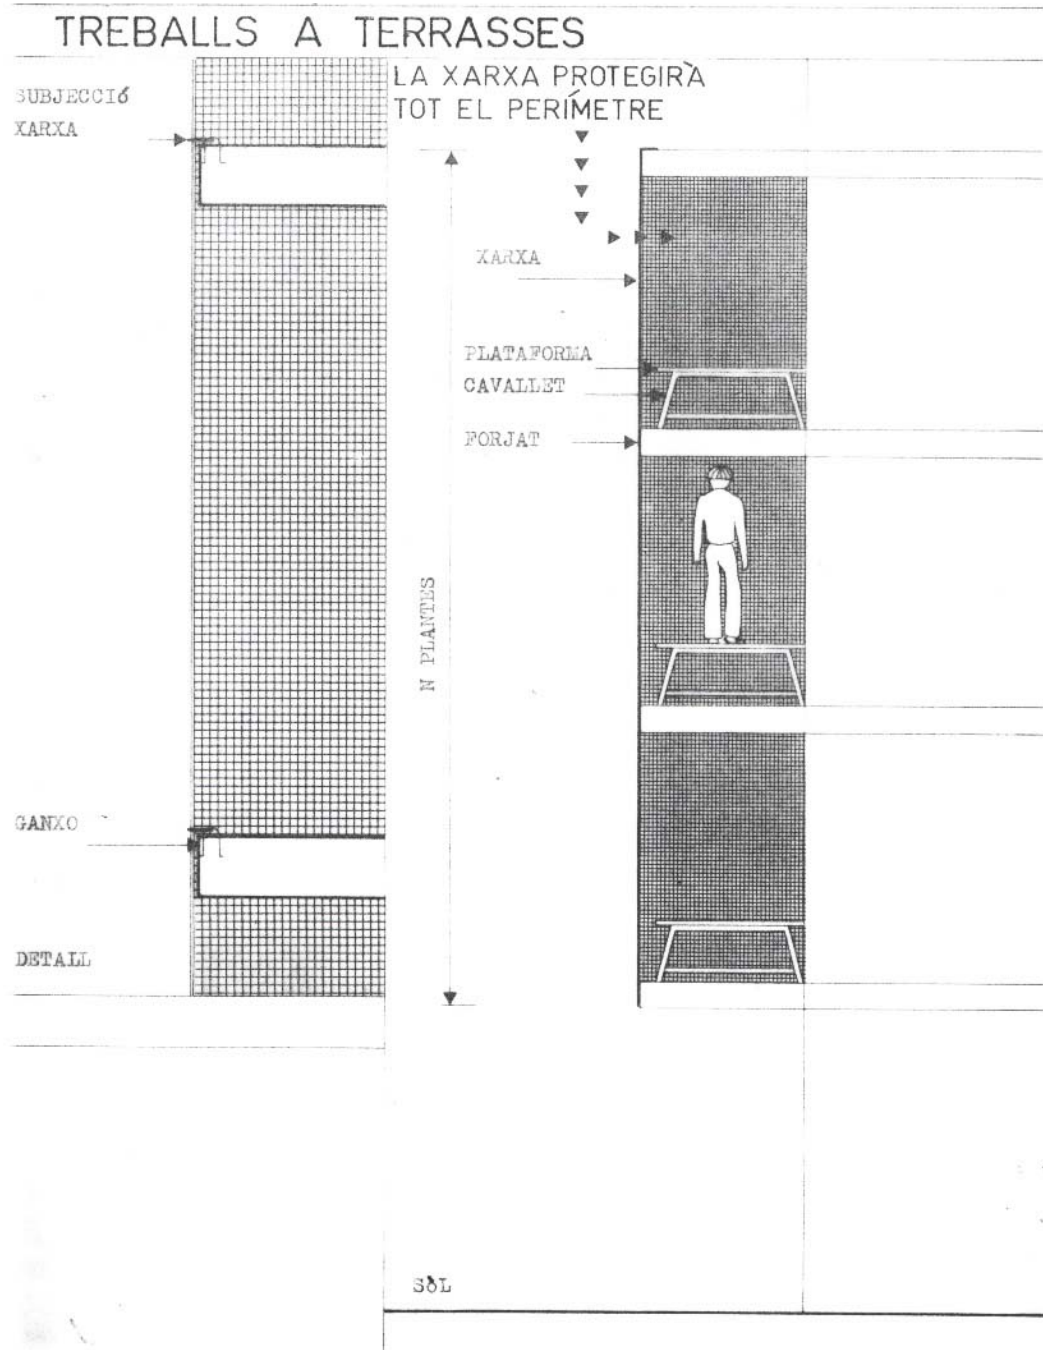 TREBALLS A TERRASSES
LA XARXA PROTEGIRÀ
TOT EL PERÍMETRE
SUBJECCIÓ
XARXA
XARXA
PLATAFORMA
CAVALLET
FORJAT
N PLANTES
GANXO
DETALL
SÒL